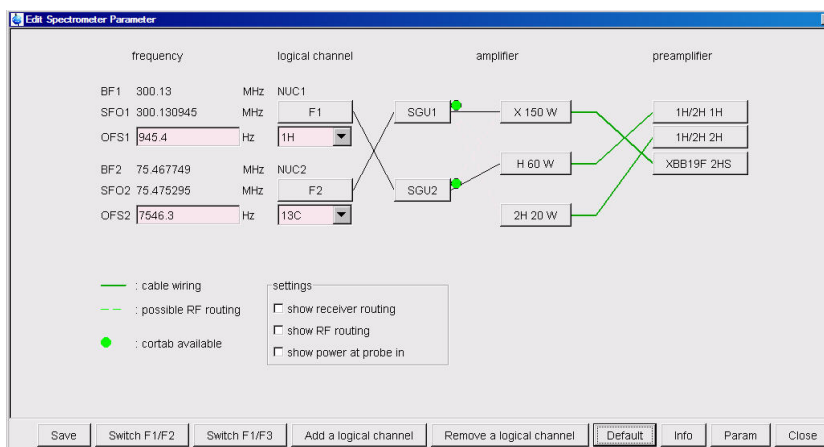 Edit Spectrometer Parameter
frequency logical channel amplifier preamplifier
BF1 300.13 MHz NUC1
SFO1 300.130945 MHz F1 SGU1 X 150 W 1H/2H 1H
OFS1 945.4 Hz 1H 1H/2H 2H
BF2 75.467749 MHz NUC2 H 60 W XBB19F 2HS
SFO2 75.475295 MHz F2 SGU2
OFS2 7546.3 Hz 13C 2H 20 W
: cable wiring
: possible RF routing
: cortab available
settings
show receiver routing
show RF routing
show power at probe in
Save Switch F1/F2 Switch F1/F3 Add a logical channel Remove a logical channel Default Info Param Close